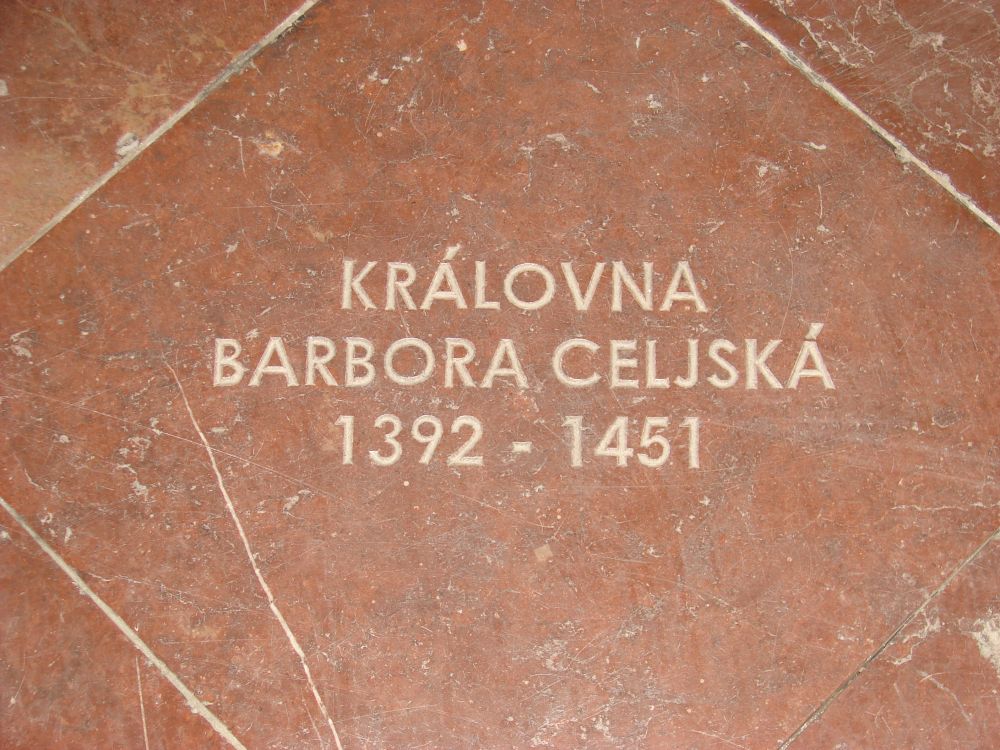 KRÁLOVNA
BARBORA CELJSKÁ
1392 - 1451